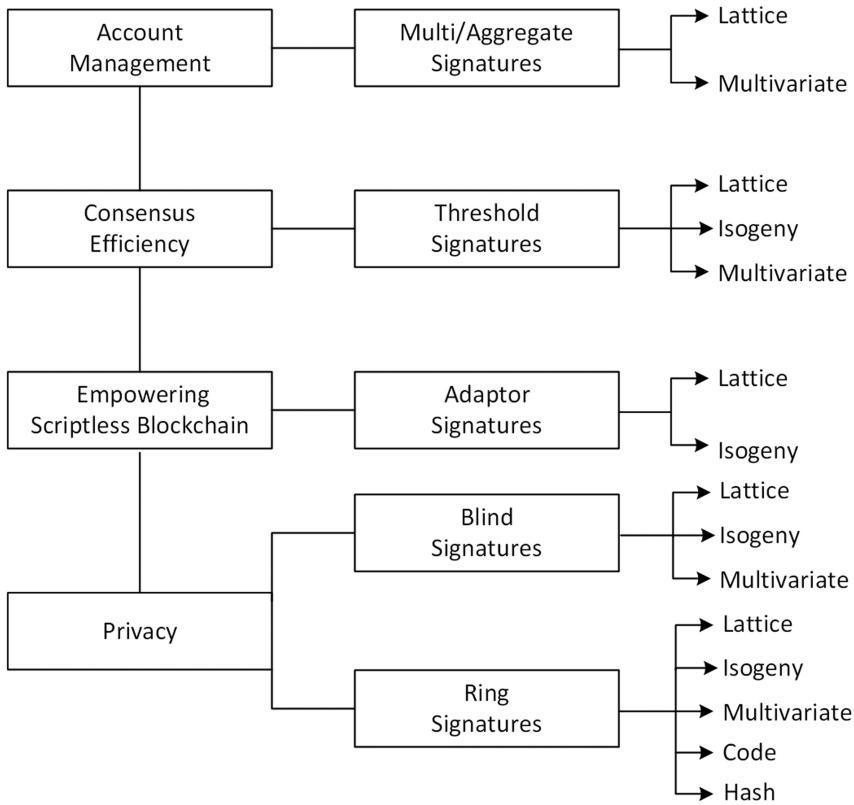 Account
Management
Multi/Aggregate
Signatures
Lattice
Multivariate
Consensus
Efficiency
Threshold
Signatures
Lattice
Isogeny
Multivariate
Empowering
Scriptless Blockchain
Adaptor
Signatures
Lattice
Isogeny
Privacy
Blind
Signatures
Lattice
Isogeny
Multivariate
Ring
Signatures
Lattice
Isogeny
Multivariate
Code
Hash